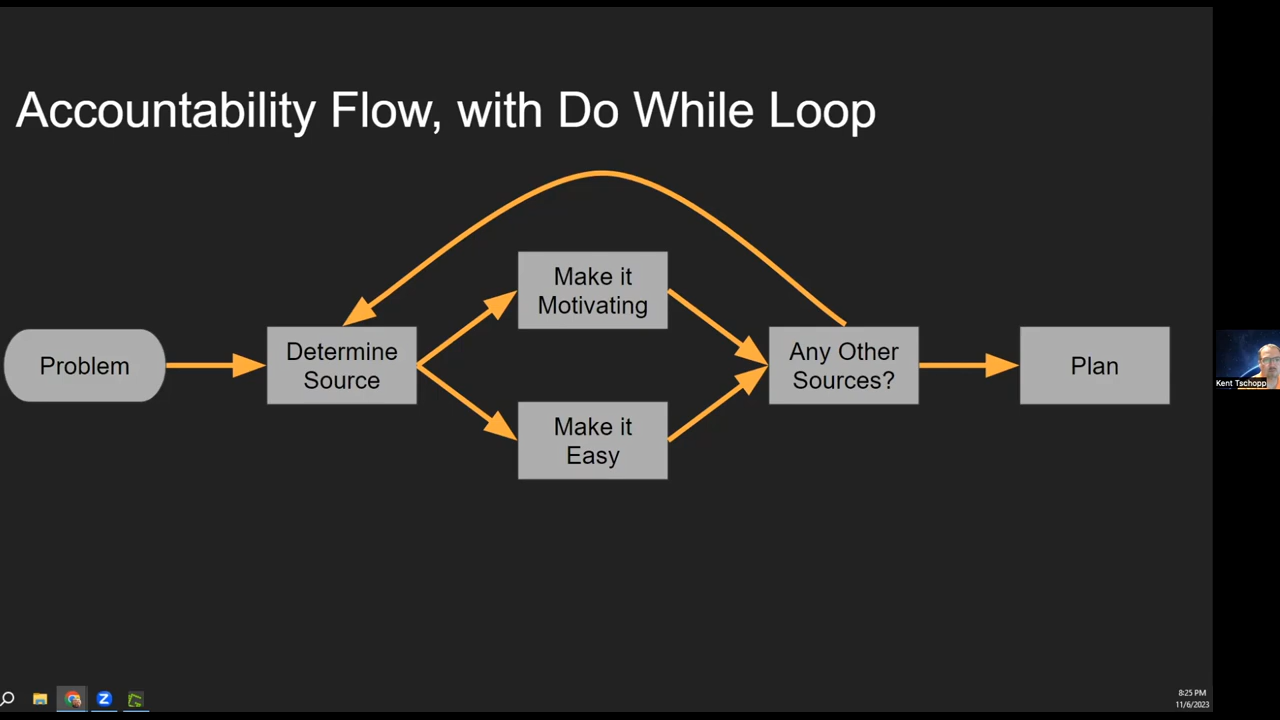 Accountability Flow, with Do While Loop
Make it
Motivating
Problem
Determine
Source
Any Other
Sources?
Plan
Make it
Easy
Kent Tschopp
8:25 PM
11/6/2023